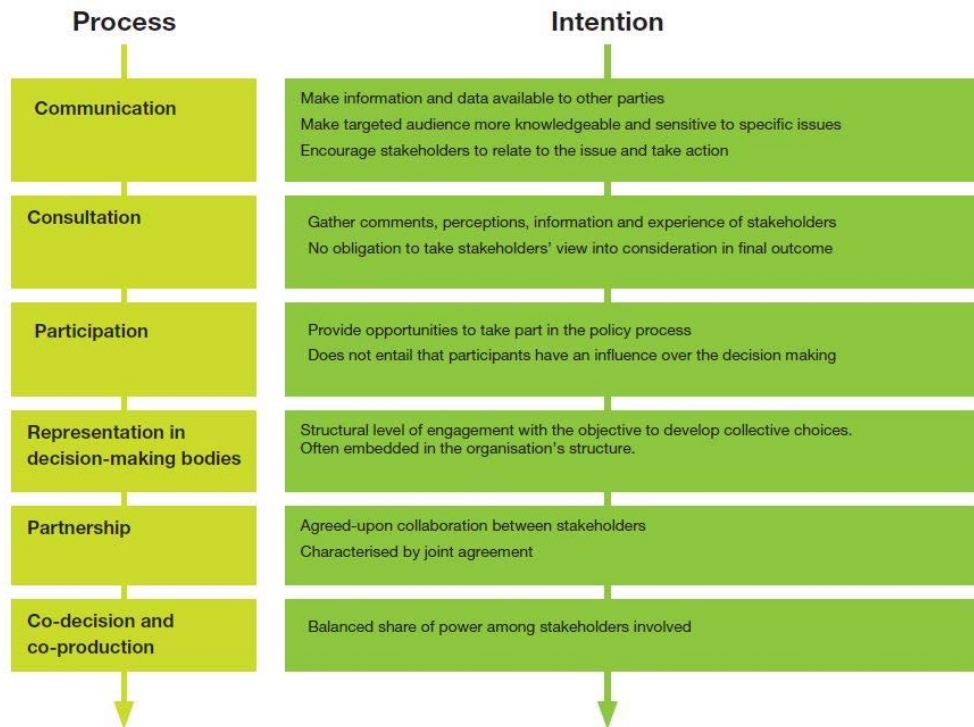 Process
Intention
Communication
Make information and data available to other parties
Make targeted audience more knowledgeable and sensitive to specific issues
Encourage stakeholders to relate to the issue and take action
Consultation
Gather comments, perceptions, information and experience of stakeholders
No obligation to take stakeholders’ view into consideration in final outcome
Participation
Provide opportunities to take part in the policy process
Does not entail that participants have an influence over the decision making
Representation in
decision-making bodies
Structural level of engagement with the objective to develop collective choices.
Often embedded in the organisation’s structure.
Partnership
Agreed-upon collaboration between stakeholders
Characterised by joint agreement
Co-decision and
co-production
Balanced share of power among stakeholders involved